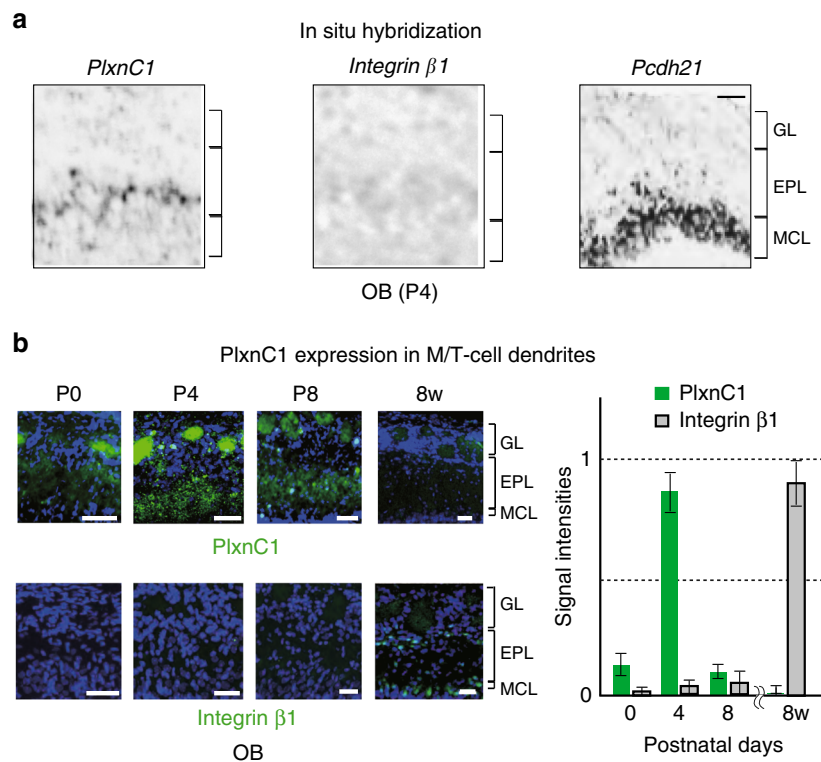 a
In situ hybridization
PlxnC1
Integrin β1
Pcdh21
GL
EPL
MCL
OB (P4)
b
PlxnC1 expression in M/T-cell dendrites
P0
P4
P8
8w
GL
EPL
MCL
PlxnC1
GL
EPL
MCL
Integrin β1
OB
PlxnC1
Integrin β1
1
0
Signal intensities
0
4
8
8w
Postnatal days